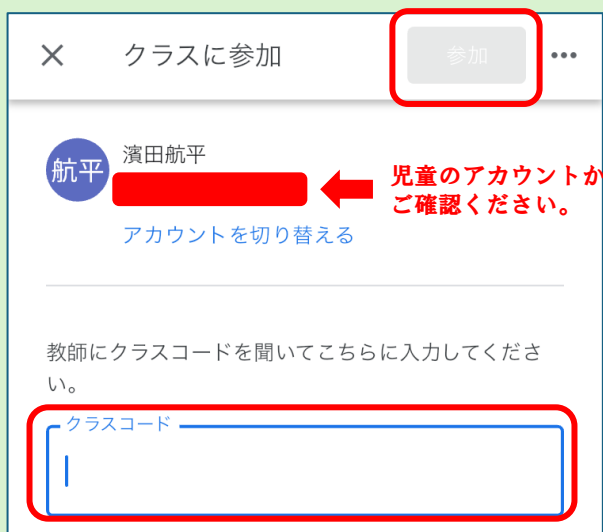 クラスに参加
参加
航平
濱田航平
児童のアカウントか
ご確認ください。
アカウントを切り替える
教師にクラスコードを聞いてこちらに入力してくださ
い。
クラスコード